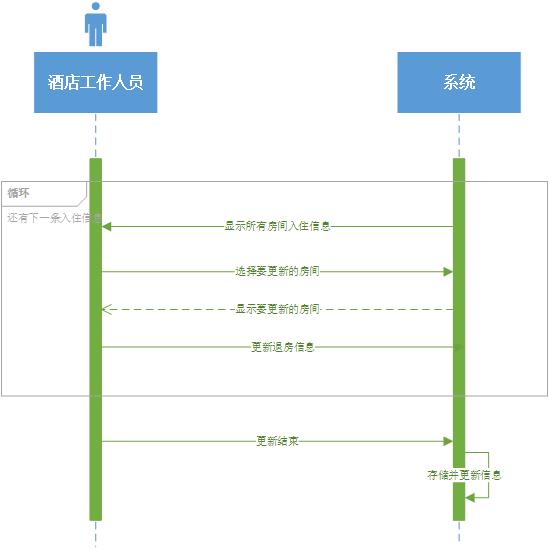 酒店工作人员
系统
循环
还有下一条入住信息
显示所有房间入住信息
选择要更新的房间
显示要更新的房间
更新退房信息
更新结束
存储并更新信息